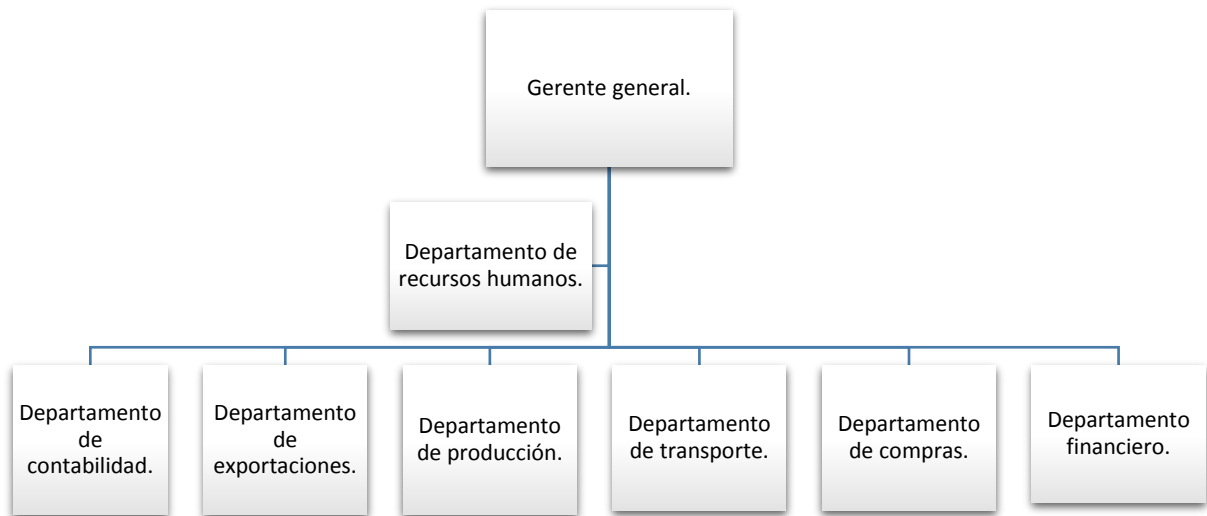 Gerente general.
Departamento de
recursos humanos.
Departamento
de
contabilidad.
Departamento
de
exportaciones.
Departamento
de producción.
Departamento
de transporte.
Departamento
de compras.
Departamento
financiero.